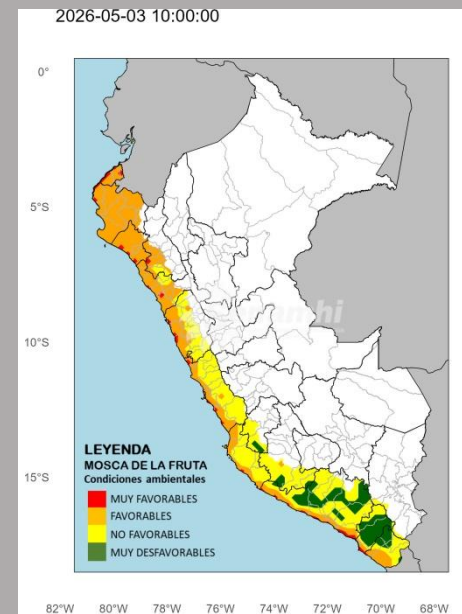 2026-05-03 10:00:00
0°
5°S
10°S
15°S
LEYENDA
MOSCA DE LA FRUTA
Condiciones ambientales
MUY FAVORABLES
FAVORABLES
NO FAVORABLES
MUY DESFAVORABLES
82°W 80°W 78°W 76°W 74°W 72°W 70°W 68°W